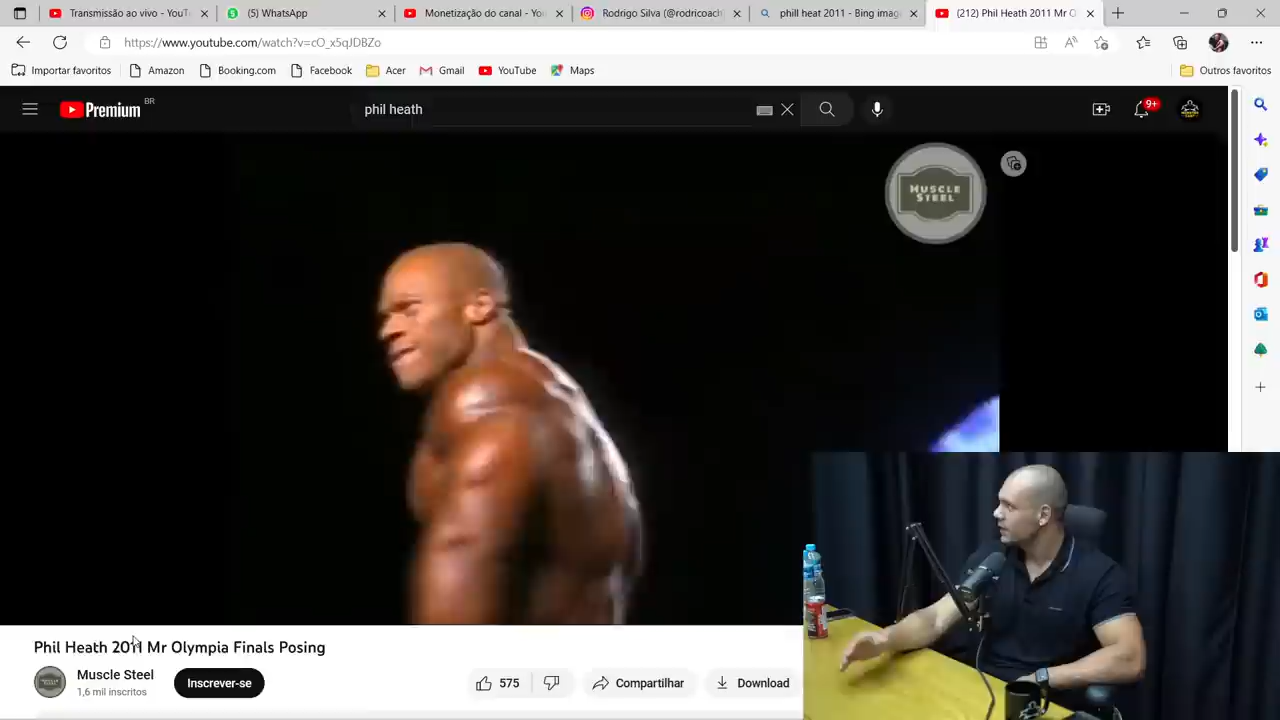 Transmissão ao vivo - YouT
(5) WhatsApp
Monetização do canal - Yo
Rodrigo Silva (@rodricoach
phill heat 2011 - Bing imag
(212) Phil Heath 2011 Mr O
https://www.youtube.com/watch?v=cO_x5qJDBZo
Importar favoritos
Amazon
Booking.com
Facebook
Acer
Gmail
YouTube
Maps
Outros favoritos
Premium
BR
phil heath
9+
MUSCLE
STEEL
Phil Heath 2011 Mr Olympia Finals Posing
Muscle Steel
1,6 mil inscritos
Inscrever-se
575
Compartilhar
Download